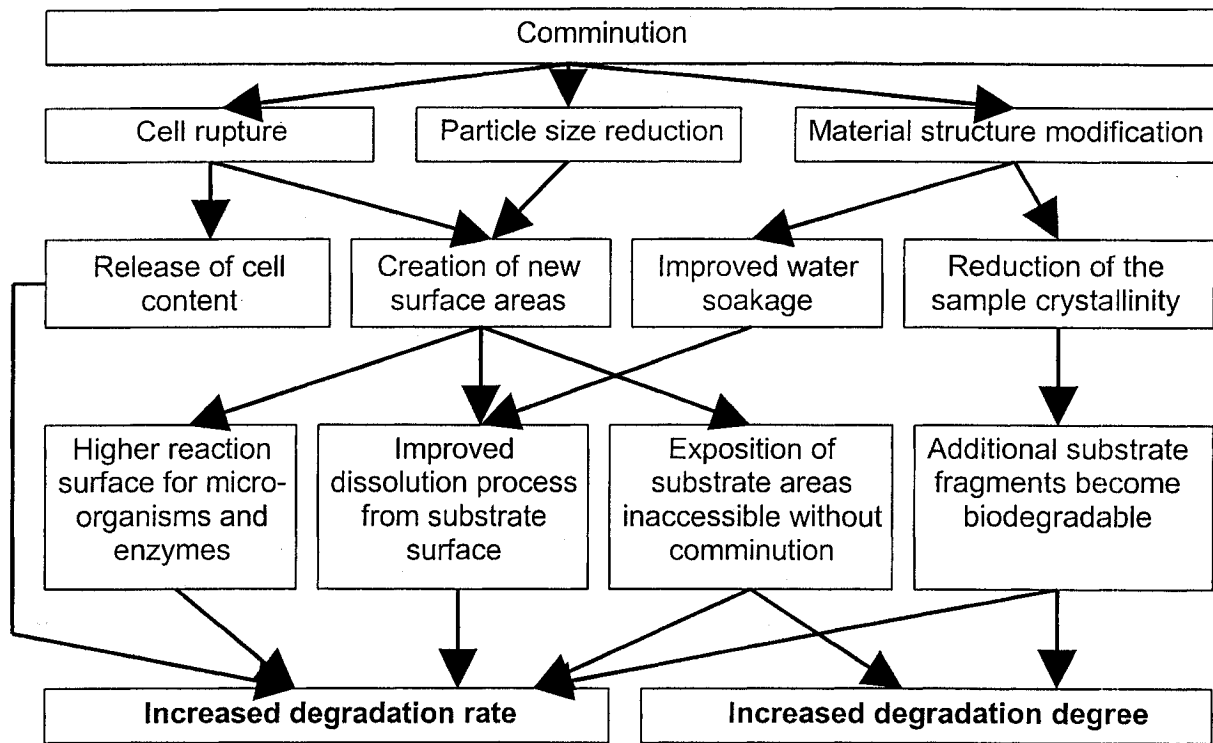 Comminution
Cell rupture
Particle size reduction
Material structure modification
Release of cell
content
Creation of new
surface areas
Improved water
soakage
Reduction of the
sample crystallinity
Higher reaction
surface for micro-
organisms and
enzymes
Improved
dissolution process
from substrate
surface
Exposition of
substrate areas
inaccessible without
comminution
Additional substrate
fragments become
biodegradable
Increased degradation rate
Increased degradation degree